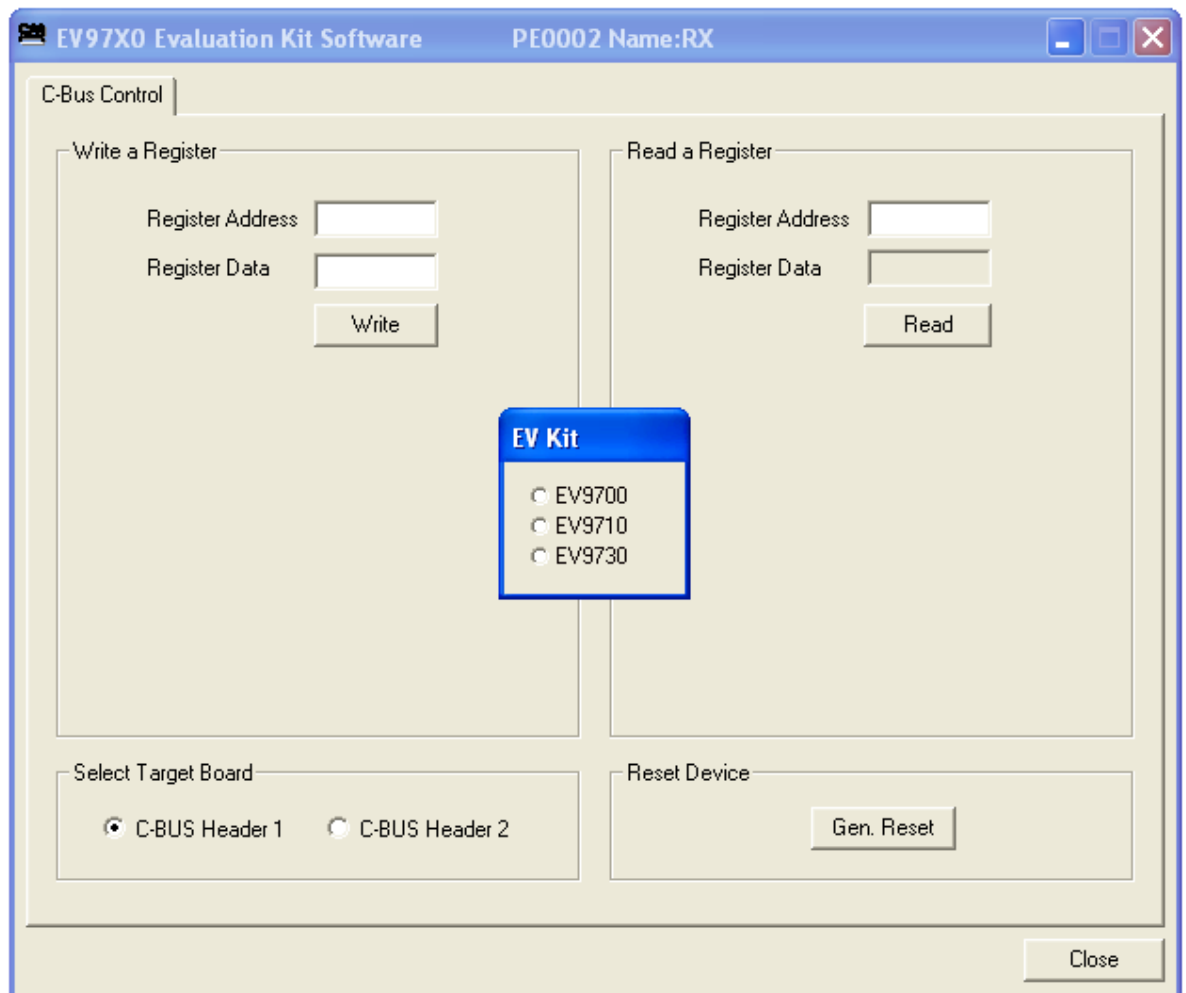 EV97X0 Evaluation Kit Software PE0002 Name:RX
C-Bus Control
Write a Register
Register Address
Register Data
Write
Read a Register
Register Address
Register Data
Read
EV Kit
EV9700
EV9710
EV9730
Select Target Board
C-BUS Header 1 C-BUS Header 2
Reset Device
Gen. Reset
Close